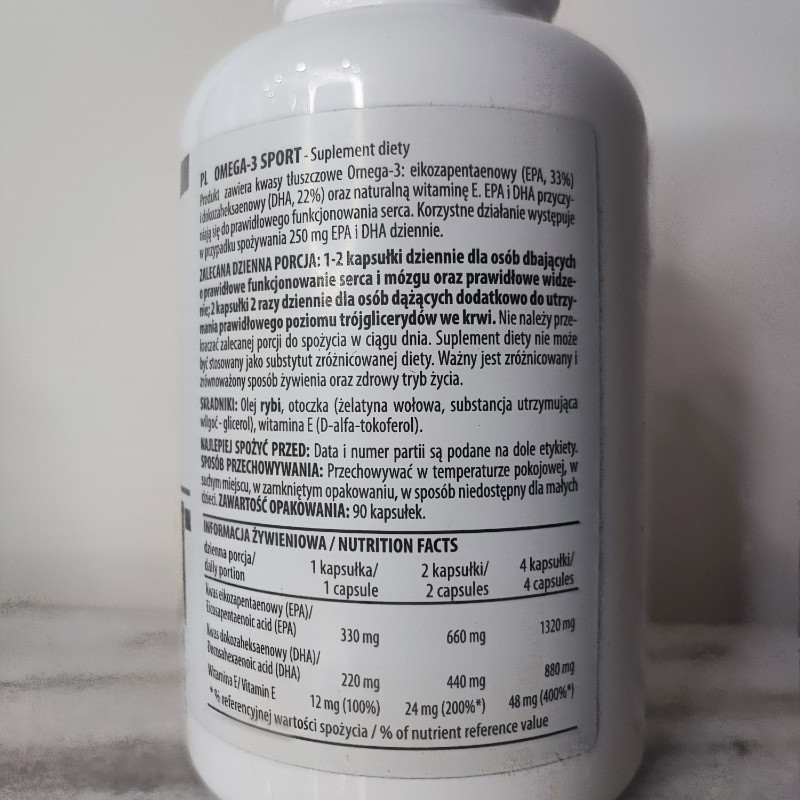 PL OMEGA-3 SPORT - Suplement diety
Produkt zawiera kwasy tłuszczowe Omega-3: eikozapentaenowy (EPA, 33%)
i dokozaheksaenowy (DHA, 22%) oraz naturalną witaminę E. EPA i DHA przyczy-
niają się do prawidłowego funkcjonowania serca. Korzystne działanie występuje
w przypadku spożywania 250 mg EPA i DHA dziennie.
ZALECANA DZIENNA PORCJA: 1-2 kapsułki dziennie dla osób dbających
o prawidłowe funkcjonowanie serca i mózgu oraz prawidłowe widze-
nie; 2 kapsułki 2 razy dziennie dla osób dążących dodatkowo do utrzy-
mania prawidłowego poziomu trójglicerydów we krwi. Nie należy prze-
kraczać zalecanej porcji do spożycia w ciągu dnia. Suplement diety nie może
być stosowany jako substytut zróżnicowanej diety. Ważny jest zróżnicowany i
zrównoważony sposób żywienia oraz zdrowy tryb życia.
SKŁADNIKI: Olej rybi, otoczka (żelatyna wołowa, substancja utrzymująca
wilgoć - glicerol), witamina E (D-alfa-tokoferol).
NAJLEPIEJ SPOŻYĆ PRZED: Data i numer partii są podane na dole etykiety.
SPOSÓB PRZECHOWYWANIA: Przechowywać w temperaturze pokojowej, w
suchym miejscu, w zamkniętym opakowaniu, w sposób niedostępny dla małych
dzieci. ZAWARTOŚĆ OPAKOWANIA: 90 kapsułek.
INFORMACJA ŻYWIENIOWA / NUTRITION FACTS
dzienna porcja/ 1 kapsułka/ 2 kapsułki/ 4 kapsułki/
daily portion 1 capsule 2 capsules 4 capsules
Kwas eikozapentaenowy (EPA)/
Eicosapentaenoic acid (EPA) 330 mg 660 mg 1320 mg
Kwas dokozaheksaenowy (DHA)/
Docosahexaenoic acid (DHA) 220 mg 440 mg 880 mg
Witamina E/ Vitamin E 12 mg (100%) 24 mg (200%*) 48 mg (400%*)
*% referencyjnej wartości spożycia / % of nutrient reference value